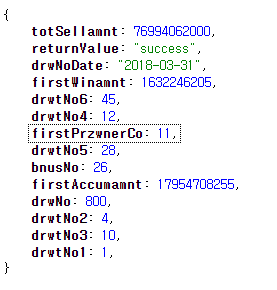 {
totSellamnt: 76994062000,
returnValue: "success",
drwNoDate: "2018-03-31",
firstWinamnt: 1632246205,
drwtNo6: 45,
drwtNo4: 12,
firstPrzwnerCo: 11,
drwtNo5: 28,
bnusNo: 26,
firstAccumamnt: 17954708255,
drwNo: 800,
drwtNo2: 4,
drwtNo3: 10,
drwtNo1: 1,
}